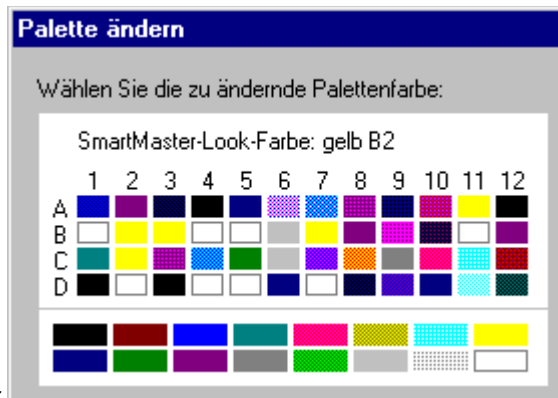 Palette ändern
Wählen Sie die zu ändernde Palettenfarbe:
SmartMaster-Look-Farbe: gelb B2
1 2 3 4 5 6 7 8 9 10 11 12
A
B
C
D